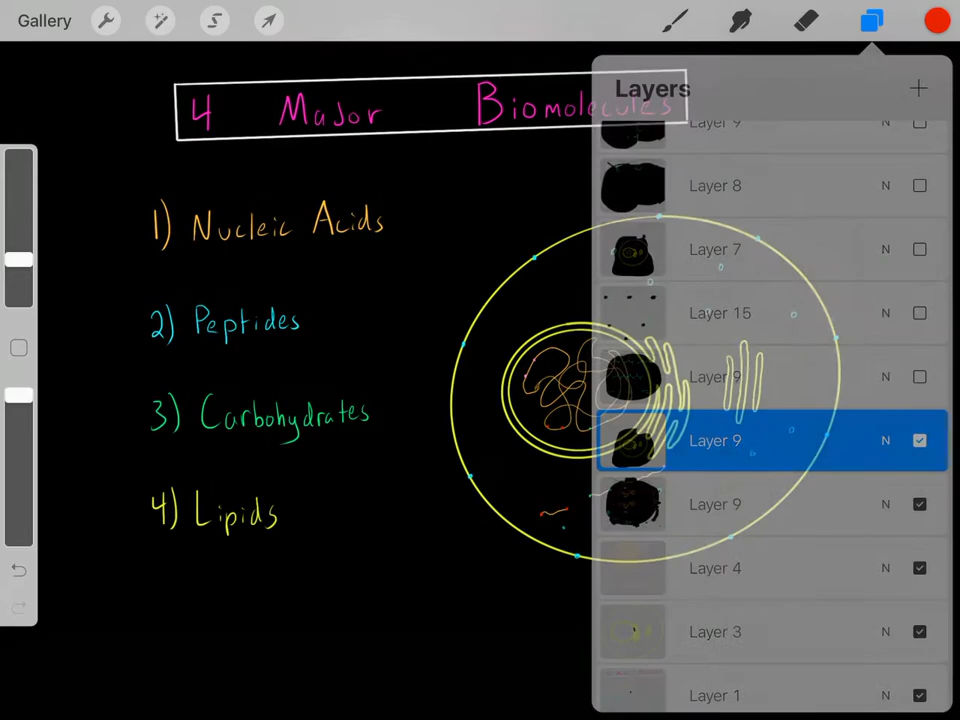 Gallery
4 Major Biomolecules
Layers
Layer 9 N
Layer 8 N
Layer 7 N
Layer 15 N
Layer 9 N
Layer 9 N
Layer 9 N
Layer 4 N
Layer 3 N
Layer 1 N
1) Nucleic Acids
2) Peptides
3) Carbohydrates
4) Lipids